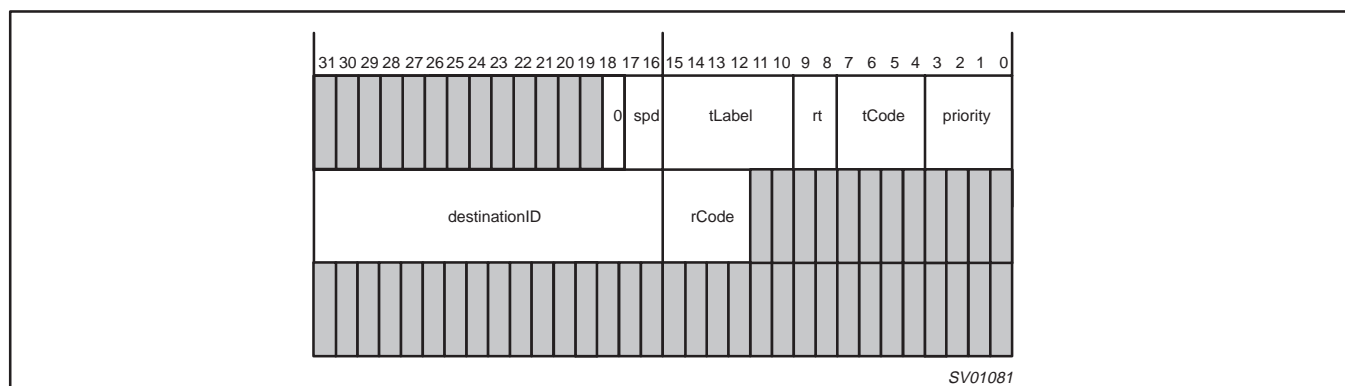 31 30 29 28 27 26 25 24 23 22 21 20 19 18 17 16 15 14 13 12 11 10 9 8 7 6 5 4 3 2 1 0
0 spd tLabel rt tCode priority
destinationID rCode
SV01081